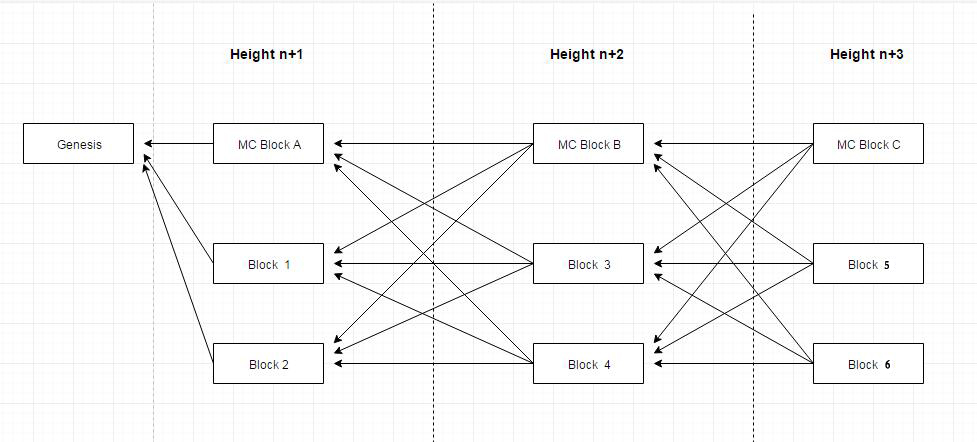 Height n+1
Height n+2
Height n+3
Genesis
MC Block A
MC Block B
MC Block C
Block 1
Block 3
Block 5
Block 2
Block 4
Block 6